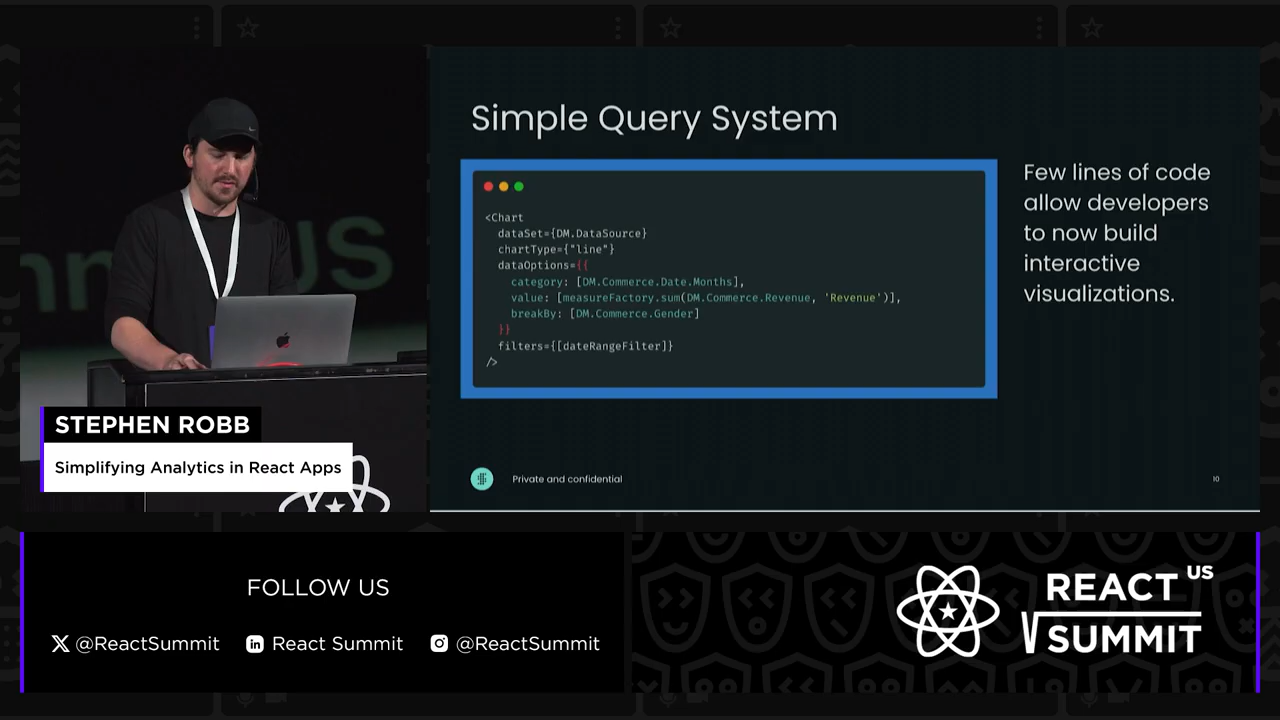 Simple Query System
<Chart
dataSet={DM.DataSource}
chartType={"line"}
dataOptions={{
category: [DM.Commerce.Date.Months],
value: [measureFactory.sum(DM.Commerce.Revenue, 'Revenue')],
breakBy: [DM.Commerce.Gender]
}}
filters={[dateRangeFilter]}
/>
Few lines of code
allow developers
to now build
interactive
visualizations.
Private and confidential
10
US
STEPHEN ROBB
Simplifying Analytics in React Apps
FOLLOW US
@ReactSummit
React Summit
@ReactSummit
REACT US
SUMMIT